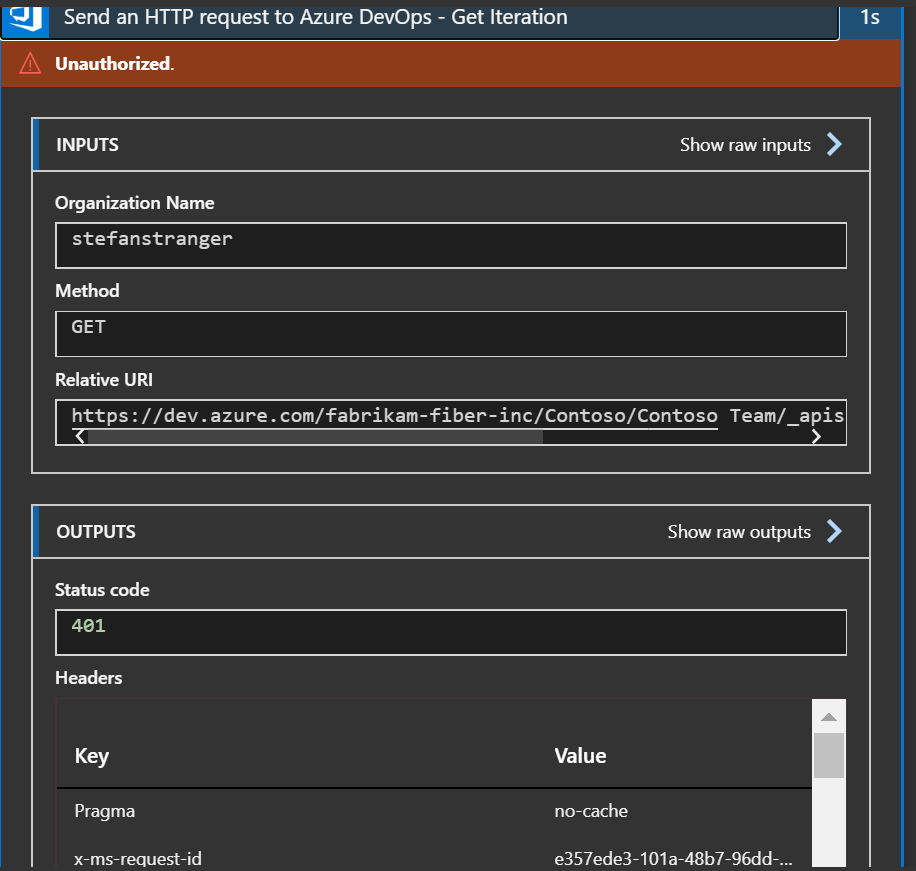 Send an HTTP request to Azure DevOps - Get Iteration 1s
Unauthorized.
INPUTS Show raw inputs
Organization Name
stefanstranger
Method
GET
Relative URI
https://dev.azure.com/fabrikam-fiber-inc/Contoso/Contoso Team/_apis
OUTPUTS Show raw outputs
Status code
401
Headers
Key Value
Pragma no-cache
x-ms-request-id e357ede3-101a-48b7-96dd-...